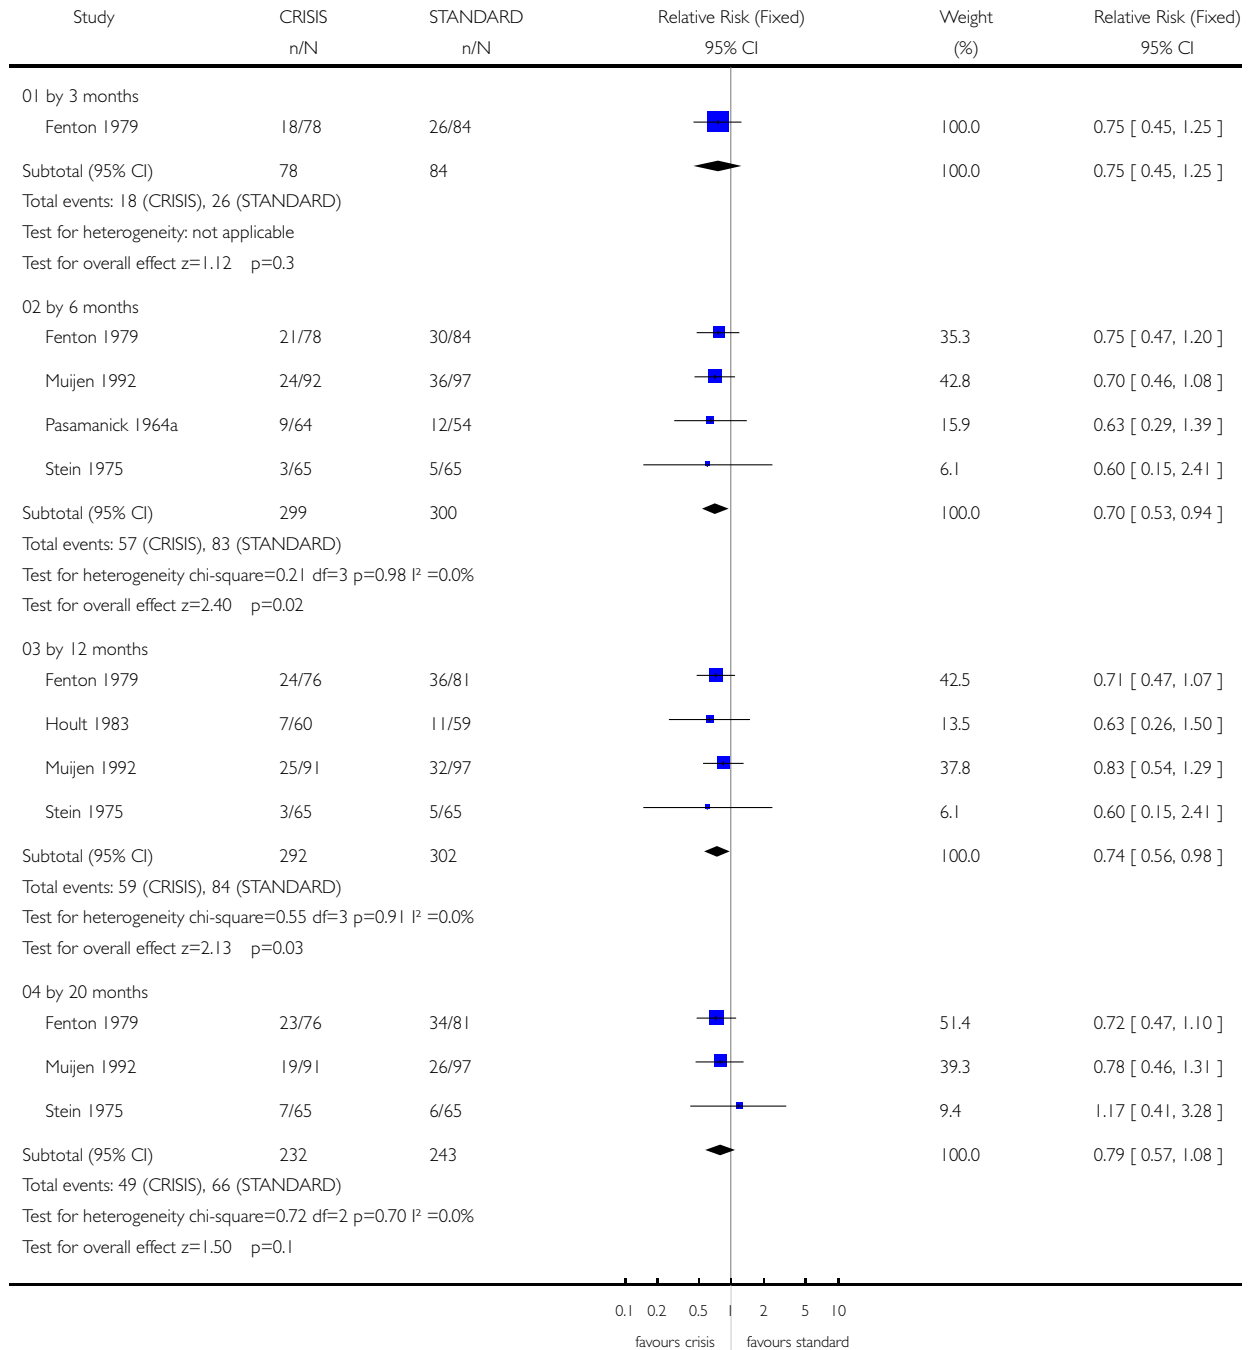 Study CRISIS STANDARD Relative Risk (Fixed) Weight Relative Risk (Fixed)
n/N n/N 95% CI (%) 95% CI
01 by 3 months
Fenton 1979 18/78 26/84 100.0 0.75 [ 0.45, 1.25 ]
Subtotal (95% CI) 78 84 100.0 0.75 [ 0.45, 1.25 ]
Total events: 18 (CRISIS), 26 (STANDARD)
Test for heterogeneity: not applicable
Test for overall effect z=1.12 p=0.3
02 by 6 months
Fenton 1979 21/78 30/84 35.3 0.75 [ 0.47, 1.20 ]
Muijen 1992 24/92 36/97 42.8 0.70 [ 0.46, 1.08 ]
Pasamanick 1964a 9/64 12/54 15.9 0.63 [ 0.29, 1.39 ]
Stein 1975 3/65 5/65 6.1 0.60 [ 0.15, 2.41 ]
Subtotal (95% CI) 299 300 100.0 0.70 [ 0.53, 0.94 ]
Total events: 57 (CRISIS), 83 (STANDARD)
Test for heterogeneity chi-square=0.21 df=3 p=0.98 I² =0.0%
Test for overall effect z=2.40 p=0.02
03 by 12 months
Fenton 1979 24/76 36/81 42.5 0.71 [ 0.47, 1.07 ]
Hoult 1983 7/60 11/59 13.5 0.63 [ 0.26, 1.50 ]
Muijen 1992 25/91 32/97 37.8 0.83 [ 0.54, 1.29 ]
Stein 1975 3/65 5/65 6.1 0.60 [ 0.15, 2.41 ]
Subtotal (95% CI) 292 302 100.0 0.74 [ 0.56, 0.98 ]
Total events: 59 (CRISIS), 84 (STANDARD)
Test for heterogeneity chi-square=0.55 df=3 p=0.91 I² =0.0%
Test for overall effect z=2.13 p=0.03
04 by 20 months
Fenton 1979 23/76 34/81 51.4 0.72 [ 0.47, 1.10 ]
Muijen 1992 19/91 26/97 39.3 0.78 [ 0.46, 1.31 ]
Stein 1975 7/65 6/65 9.4 1.17 [ 0.41, 3.28 ]
Subtotal (95% CI) 232 243 100.0 0.79 [ 0.57, 1.08 ]
Total events: 49 (CRISIS), 66 (STANDARD)
Test for heterogeneity chi-square=0.72 df=2 p=0.70 I² =0.0%
Test for overall effect z=1.50 p=0.1
0.1 0.2 0.5 1 2 5 10
favours crisis favours standard